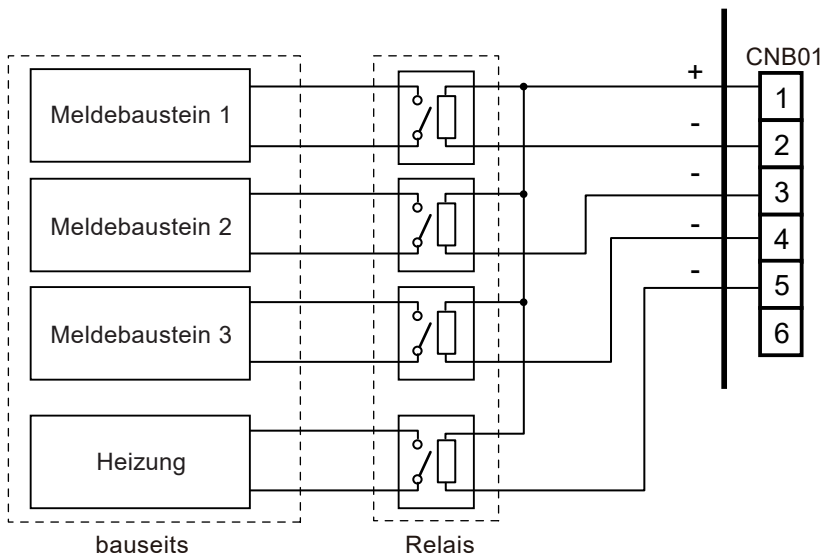 CNB01
+
1
Meldebaustein 1
-
2
-
3
Meldebaustein 2
-
4
-
5
Meldebaustein 3
6
Heizung
bauseits
Relais